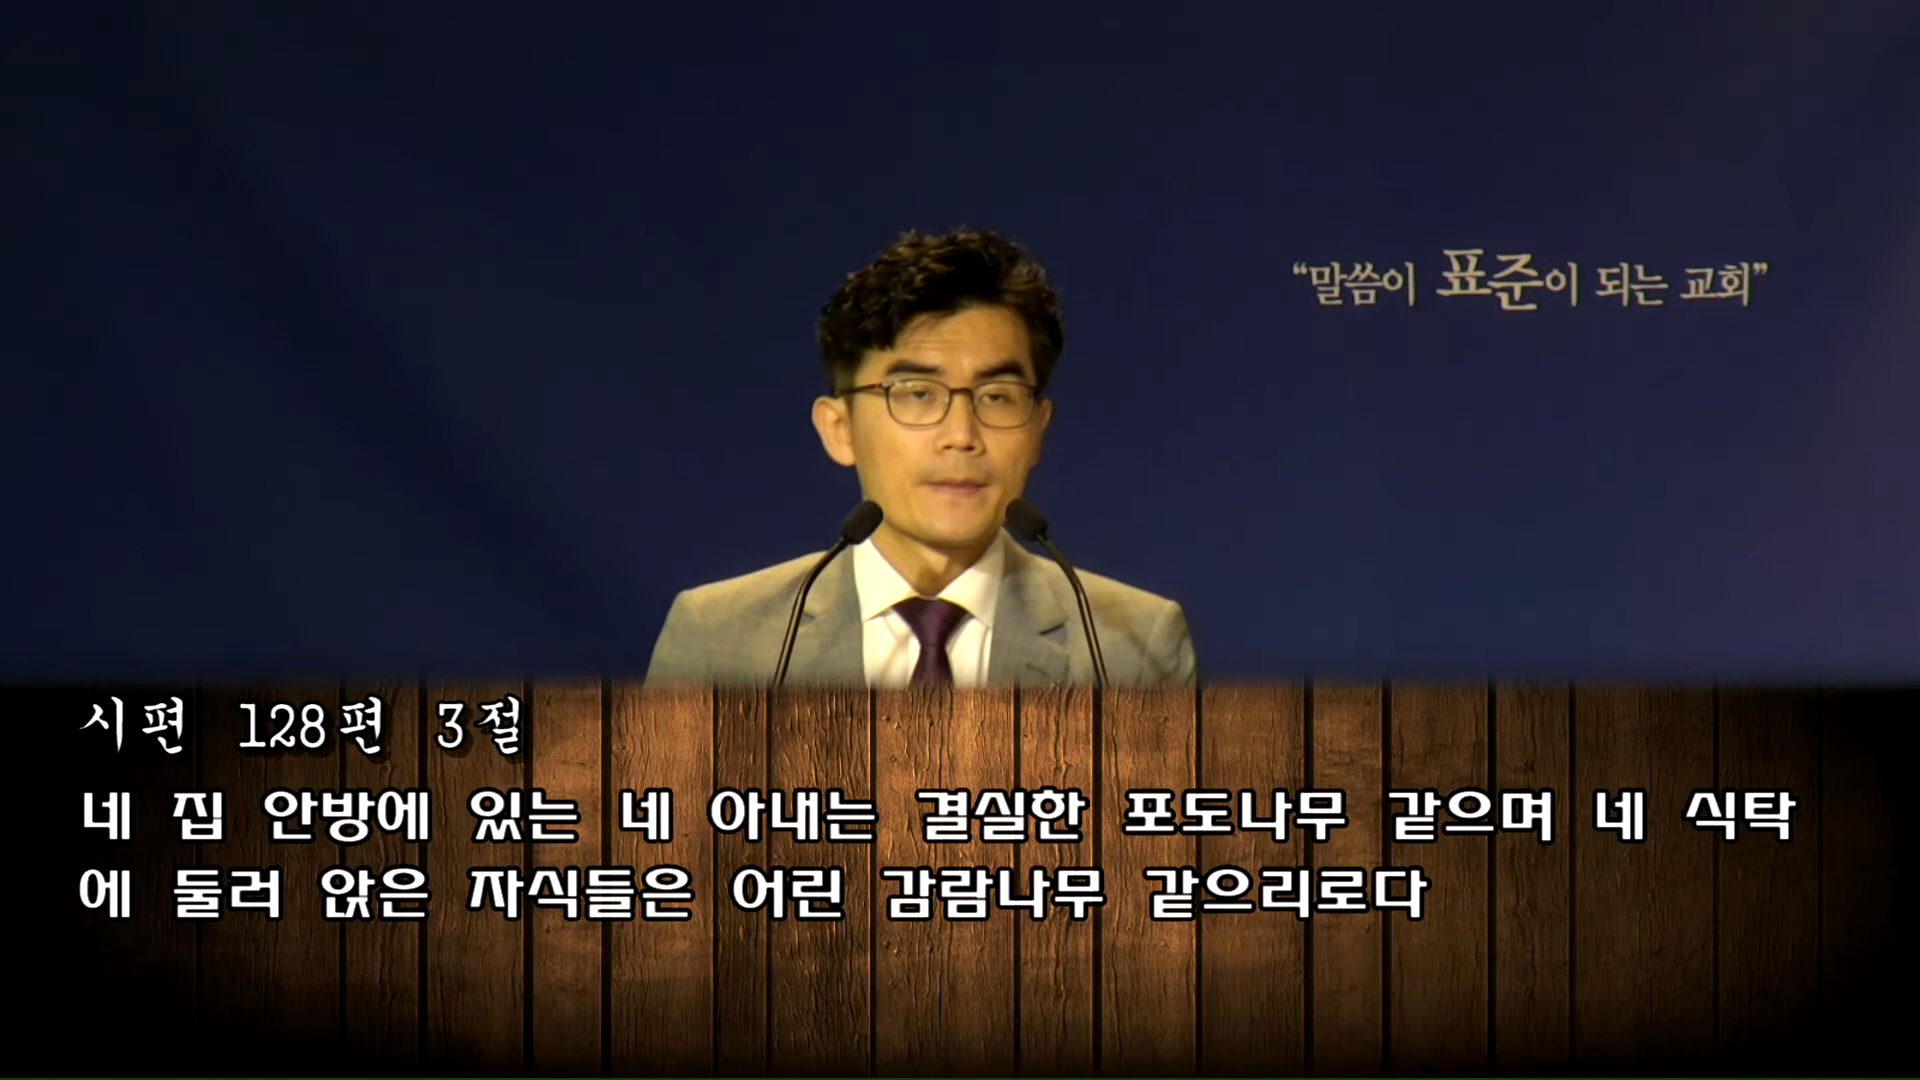 “말씀이 표준이 되는 교회”
시편 128편 3절
네 집 안방에 있는 네 아내는 결실한 포도나무 같으며 네 식탁
에 둘러 앉은 자식들은 어린 감람나무 같으리로다